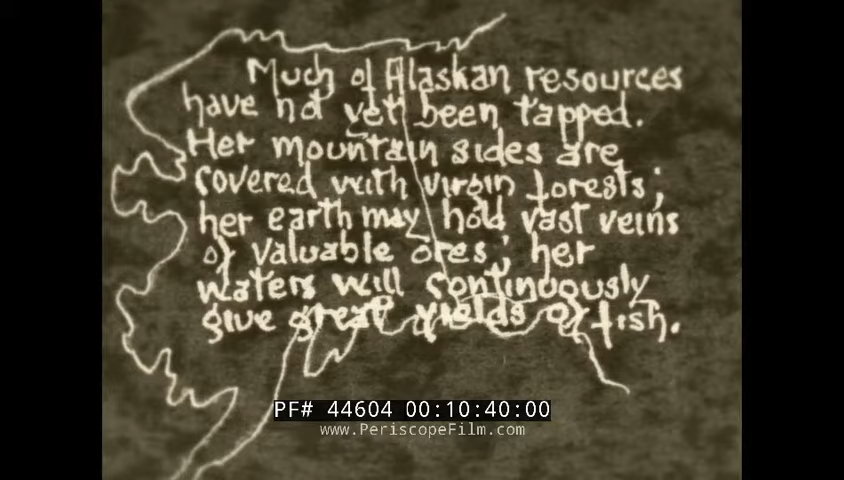 Much of Alaskan resources
have not yet been tapped.
Her mountain sides are
covered with virgin forests;
her earth may hold vast veins
of valuable ores; her
waters will continuously
give great yields of fish.
PF# 44604 00:10:40:00
www.PeriscopeFilm.com